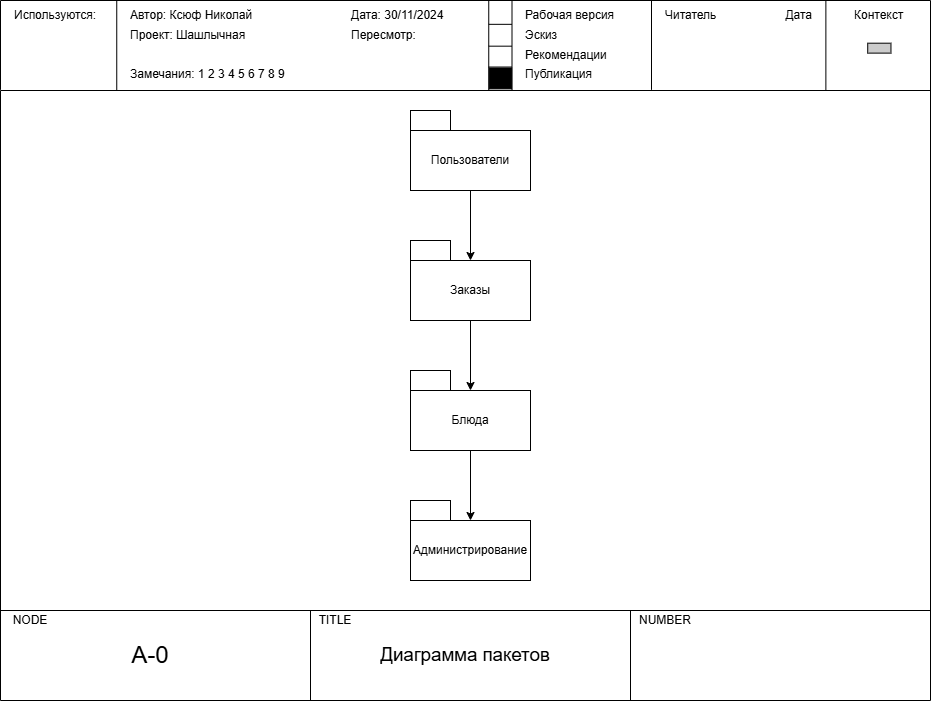 Используются:
Автор: Ксюф Николай
Дата: 30/11/2024
Рабочая версия
Читатель
Дата
Контекст
Проект: Шашлычная
Пересмотр:
Эскиз
Рекомендации
Замечания: 1 2 3 4 5 6 7 8 9
Публикация
Пользователи
Заказы
Блюда
Администрирование
NODE
TITLE
NUMBER
A-0
Диаграмма пакетов